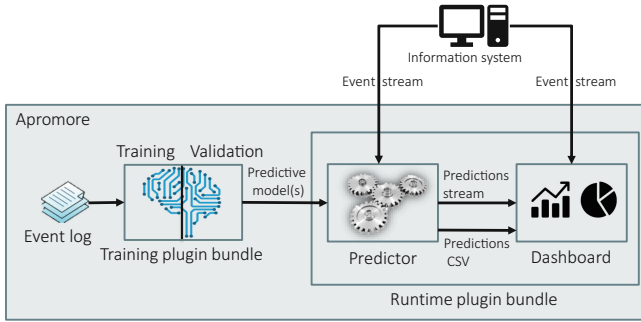 Information system
Event stream
Event stream
Apromore
Training
Validation
Predictive
model(s)
Predictions
stream
Event log
Training plugin bundle
Predictor
Predictions
CSV
Dashboard
Runtime plugin bundle